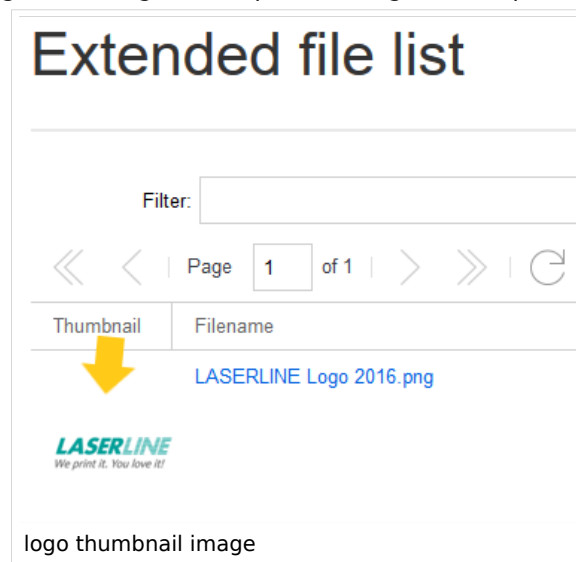 Extended file list
Filter:
Page 1 of 1
Thumbnail Filename
LASERLINE Logo 2016.png
LASERLINE
We print it. You love it!
logo thumbnail image